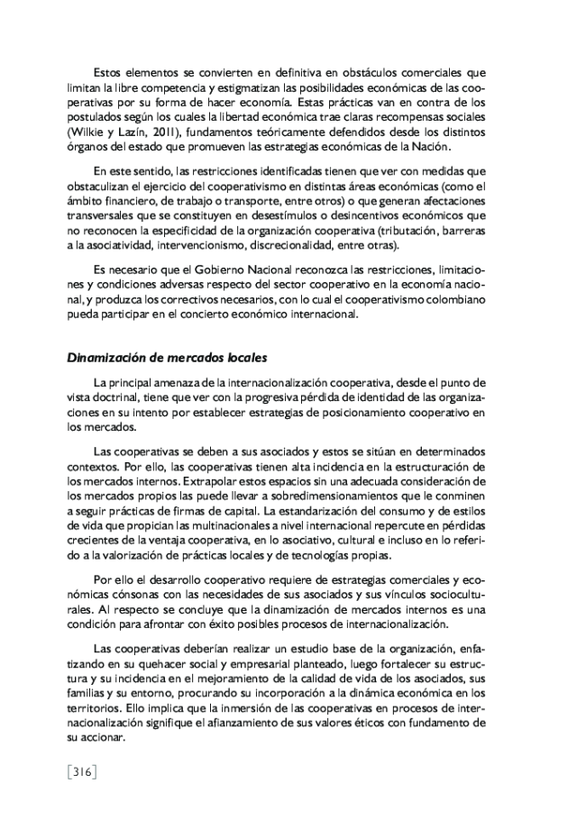 Estos elementos se convierten en definitiva en obstáculos comerciales que
limitan la libre competencia y estigmatizan las posibilidades económicas de las coo-
perativas por su forma de hacer economía. Estas prácticas van en contra de los
postulados según los cuales la libertad económica trae claras recompensas sociales
(Wilkie y Lazín, 2011), fundamentos teóricamente defendidos desde los distintos
órganos del estado que promueven las estrategias económicas de la Nación.
En este sentido, las restricciones identificadas tienen que ver con medidas que
obstaculizan el ejercicio del cooperativismo en distintas áreas económicas (como el
ámbito financiero, de trabajo o transporte, entre otros) o que generan afectaciones
transversales que se constituyen en desestímulos o desincentivos económicos que
no reconocen la especificidad de la organización cooperativa (tributación, barreras
a la asociatividad, intervencionismo, discrecionalidad, entre otras).
Es necesario que el Gobierno Nacional reconozca las restricciones, limitacio-
nes y condiciones adversas respecto del sector cooperativo en la economía nacio-
nal, y produzca los correctivos necesarios, con lo cual el cooperativismo colombiano
pueda participar en el concierto económico internacional.
Dinamización de mercados locales
La principal amenaza de la internacionalización cooperativa, desde el punto de
vista doctrinal, tiene que ver con la progresiva pérdida de identidad de las organiza-
ciones en su intento por establecer estrategias de posicionamiento cooperativo en
los mercados.
Las cooperativas se deben a sus asociados y estos se sitúan en determinados
contextos. Por ello, las cooperativas tienen alta incidencia en la estructuración de
los mercados internos. Extrapolar estos espacios sin una adecuada consideración de
los mercados propios las puede llevar a sobredimensionamientos que le conminen
a seguir prácticas de firmas de capital. La estandarización del consumo y de estilos
de vida que propician las multinacionales a nivel internacional repercute en pérdidas
crecientes de la ventaja cooperativa, en lo asociativo, cultural e incluso en lo referi-
do a la valorización de prácticas locales y de tecnologías propias.
Por ello el desarrollo cooperativo requiere de estrategias comerciales y eco-
nómicas cónsonas con las necesidades de sus asociados y sus vínculos sociocultu-
rales. Al respecto se concluye que la dinamización de mercados internos es una
condición para afrontar con éxito posibles procesos de internacionalización.
Las cooperativas deberían realizar un estudio base de la organización, enfa-
tizando en su quehacer social y empresarial planteado, luego fortalecer su estruc-
tura y su incidencia en el mejoramiento de la calidad de vida de los asociados, sus
familias y su entorno, procurando su incorporación a la dinámica económica en los
territorios. Ello implica que la inmersión de las cooperativas en procesos de inter-
nacionalización signifique el afianzamiento de sus valores éticos con fundamento de
su accionar.
[316]